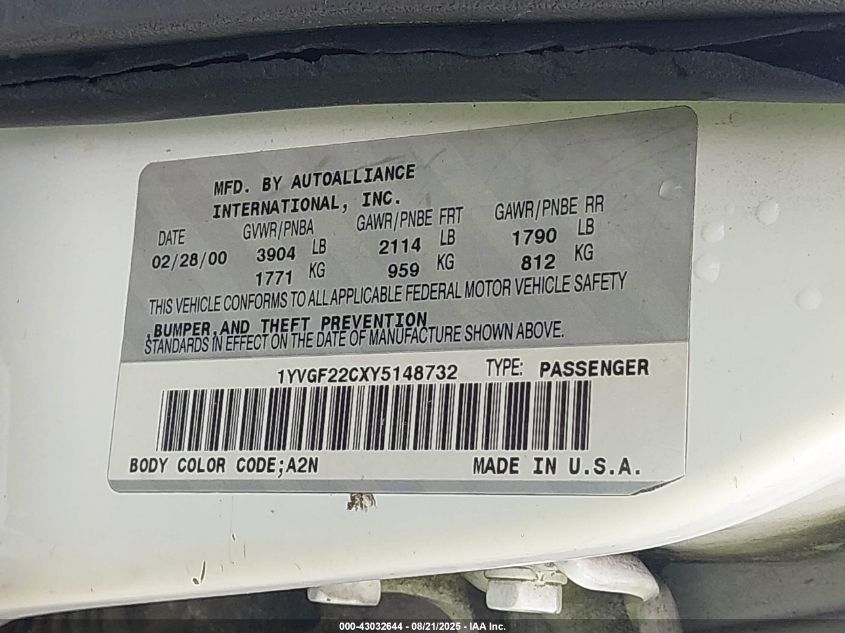 MFD. BY AUTOALLIANCE
INTERNATIONAL, INC.
DATE GVWR/PNBA GAWR/PNBE FRT GAWR/PNBE RR
02/28/00 3904 LB 2114 LB 1790 LB
1771 KG 959 KG 812 KG
THIS VEHICLE CONFORMS TO ALL APPLICABLE FEDERAL MOTOR VEHICLE SAFETY
,BUMPER,AND THEFT PREVENTION
STANDARDS IN EFFECT ON THE DATE OF MANUFACTURE SHOWN ABOVE.
1YVGF22CXY5148732 TYPE: PASSENGER
BODY COLOR CODE;A2N MADE IN U.S.A.
000-43032644 - 08/21/2025 - IAA Inc.